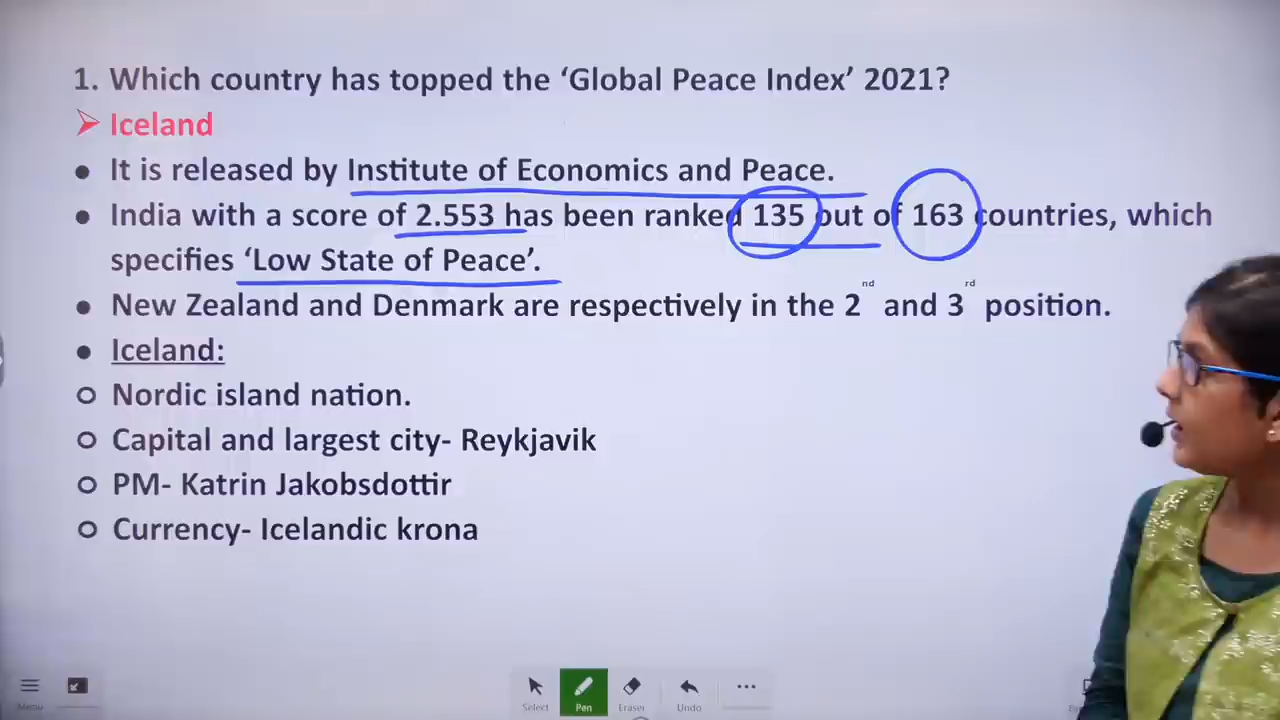 1. Which country has topped the ‘Global Peace Index’ 2021?
➢ Iceland
● It is released by Institute of Economics and Peace.
● India with a score of 2.553 has been ranked 135 out of 163 countries, which
specifies ‘Low State of Peace’.
● New Zealand and Denmark are respectively in the 2nd and 3rd position.
● Iceland:
○ Nordic island nation.
○ Capital and largest city- Reykjavik
○ PM- Katrin Jakobsdottir
○ Currency- Icelandic krona
Menu Select Pen Eraser Undo